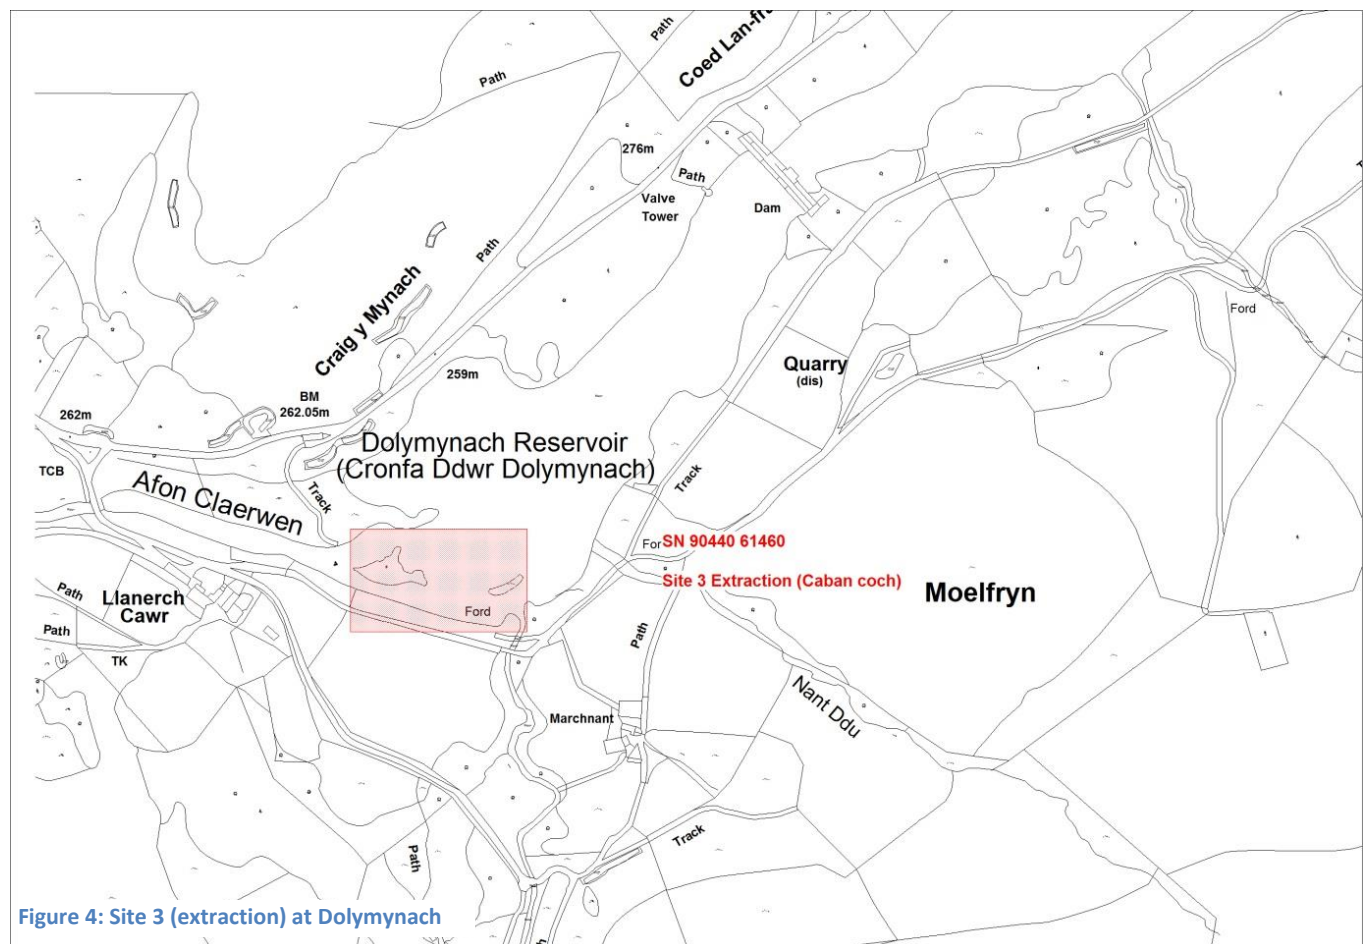 Path
Coed Lan-fr
Path
276m
Path
Valve
Tower
Dam
Path
Craig y Mynach
Ford
Quarry
(dis)
259m
BM
262.05m
262m
Dolymynach Reservoir
(Cronfa Ddwr Dolymynach)
TCB
Afon Claerwen
Track
Track
For
SN 90440 61460
Site 3 Extraction (Caban coch)
Moelfryn
Path
Llanerch
Cawr
Ford
Path
TK
Path
Nant Ddu
Marchnant
Track
Path
Figure 4: Site 3 (extraction) at Dolymynach